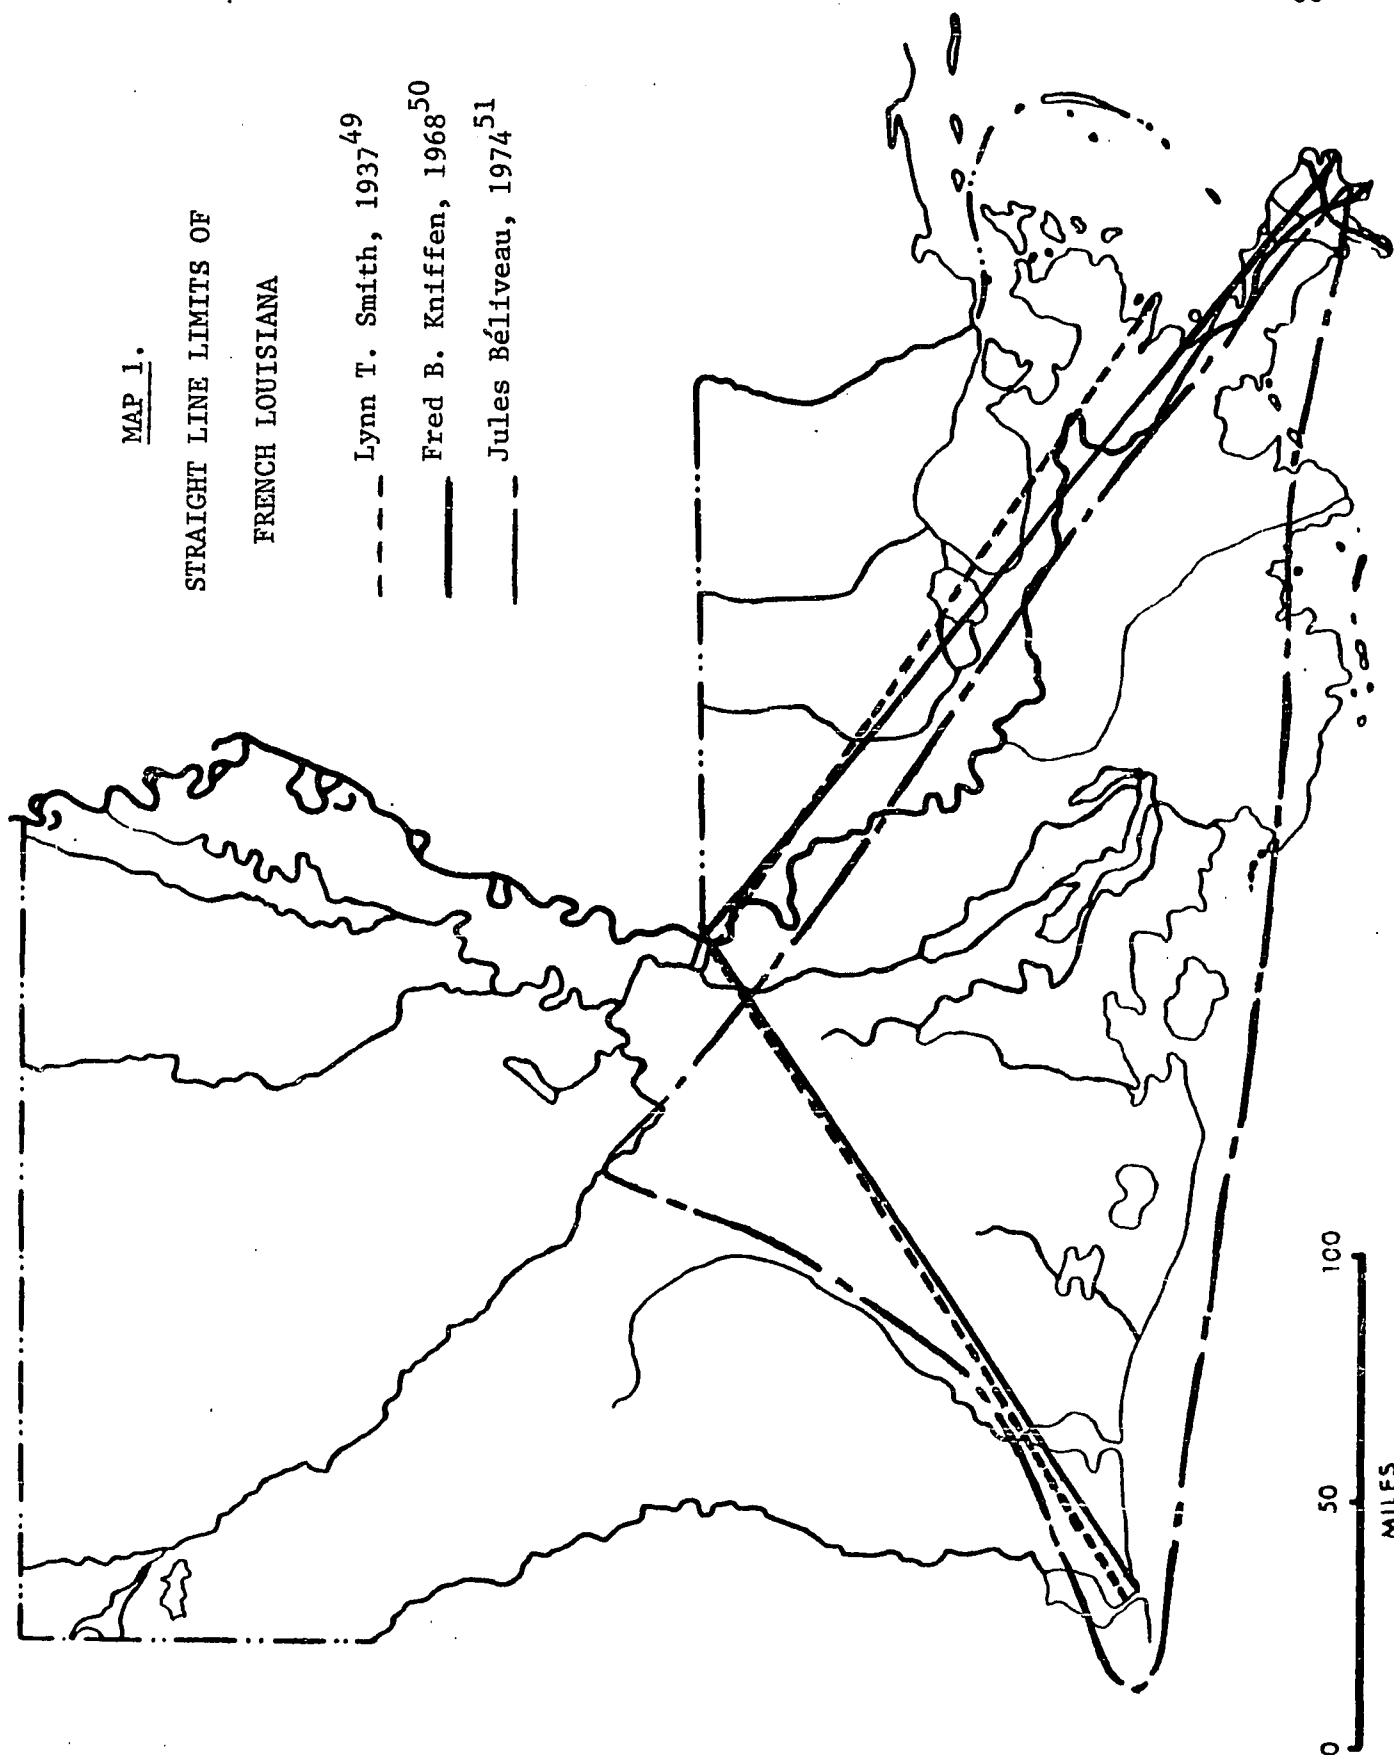 MAP 1.
STRAIGHT LINE LIMITS OF
FRENCH LOUISIANA
Lynn T. Smith, 1937⁴⁹
Fred B. Kniffen, 1968⁵⁰
Jules Béliveau, 1974⁵¹
0 50 100
MILES